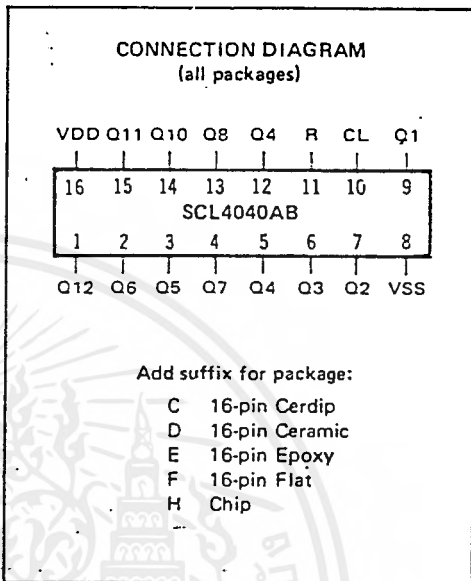 CONNECTION DIAGRAM
(all packages)
VDD Q11 Q10 Q8 Q4 R CL Q1
16 15 14 13 12 11 10 9
SCL4040AB
1 2 3 4 5 6 7 8
Q12 Q6 Q5 Q7 Q4 Q3 Q2 VSS
Add suffix for package:
C 16-pin Cerdip
D 16-pin Ceramic
E 16-pin Epoxy
F 16-pin Flat
H Chip